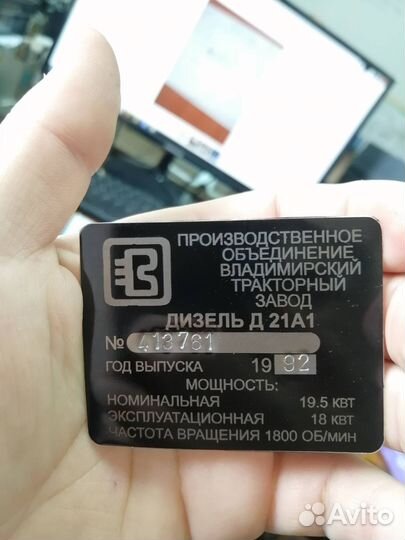 ПРОИЗВОДСТВЕННОЕ
ОБЪЕДИНЕНИЕ
ВЛАДИМИРСКИЙ
ТРАКТОРНЫЙ
ЗАВОД
ДИЗЕЛЬ Д 21А1
№ 413761
ГОД ВЫПУСКА 19 92
МОЩНОСТЬ:
НОМИНАЛЬНАЯ 19.5 КВТ
ЭКСПЛУАТАЦИОННАЯ 18 КВТ
ЧАСТОТА ВРАЩЕНИЯ 1800 ОБ/МИН
Avito